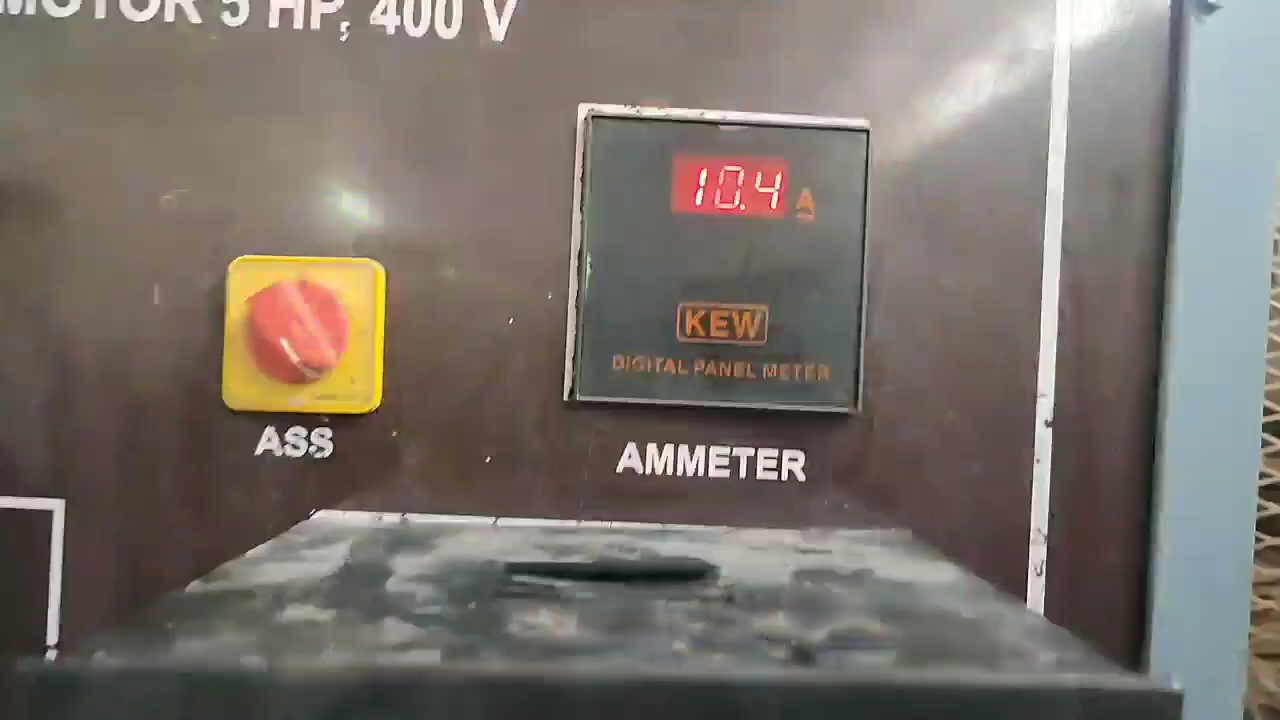 MOTOR 5 HP, 400 V
10.4 A
KEW
DIGITAL PANEL METER
ASS
AMMETER